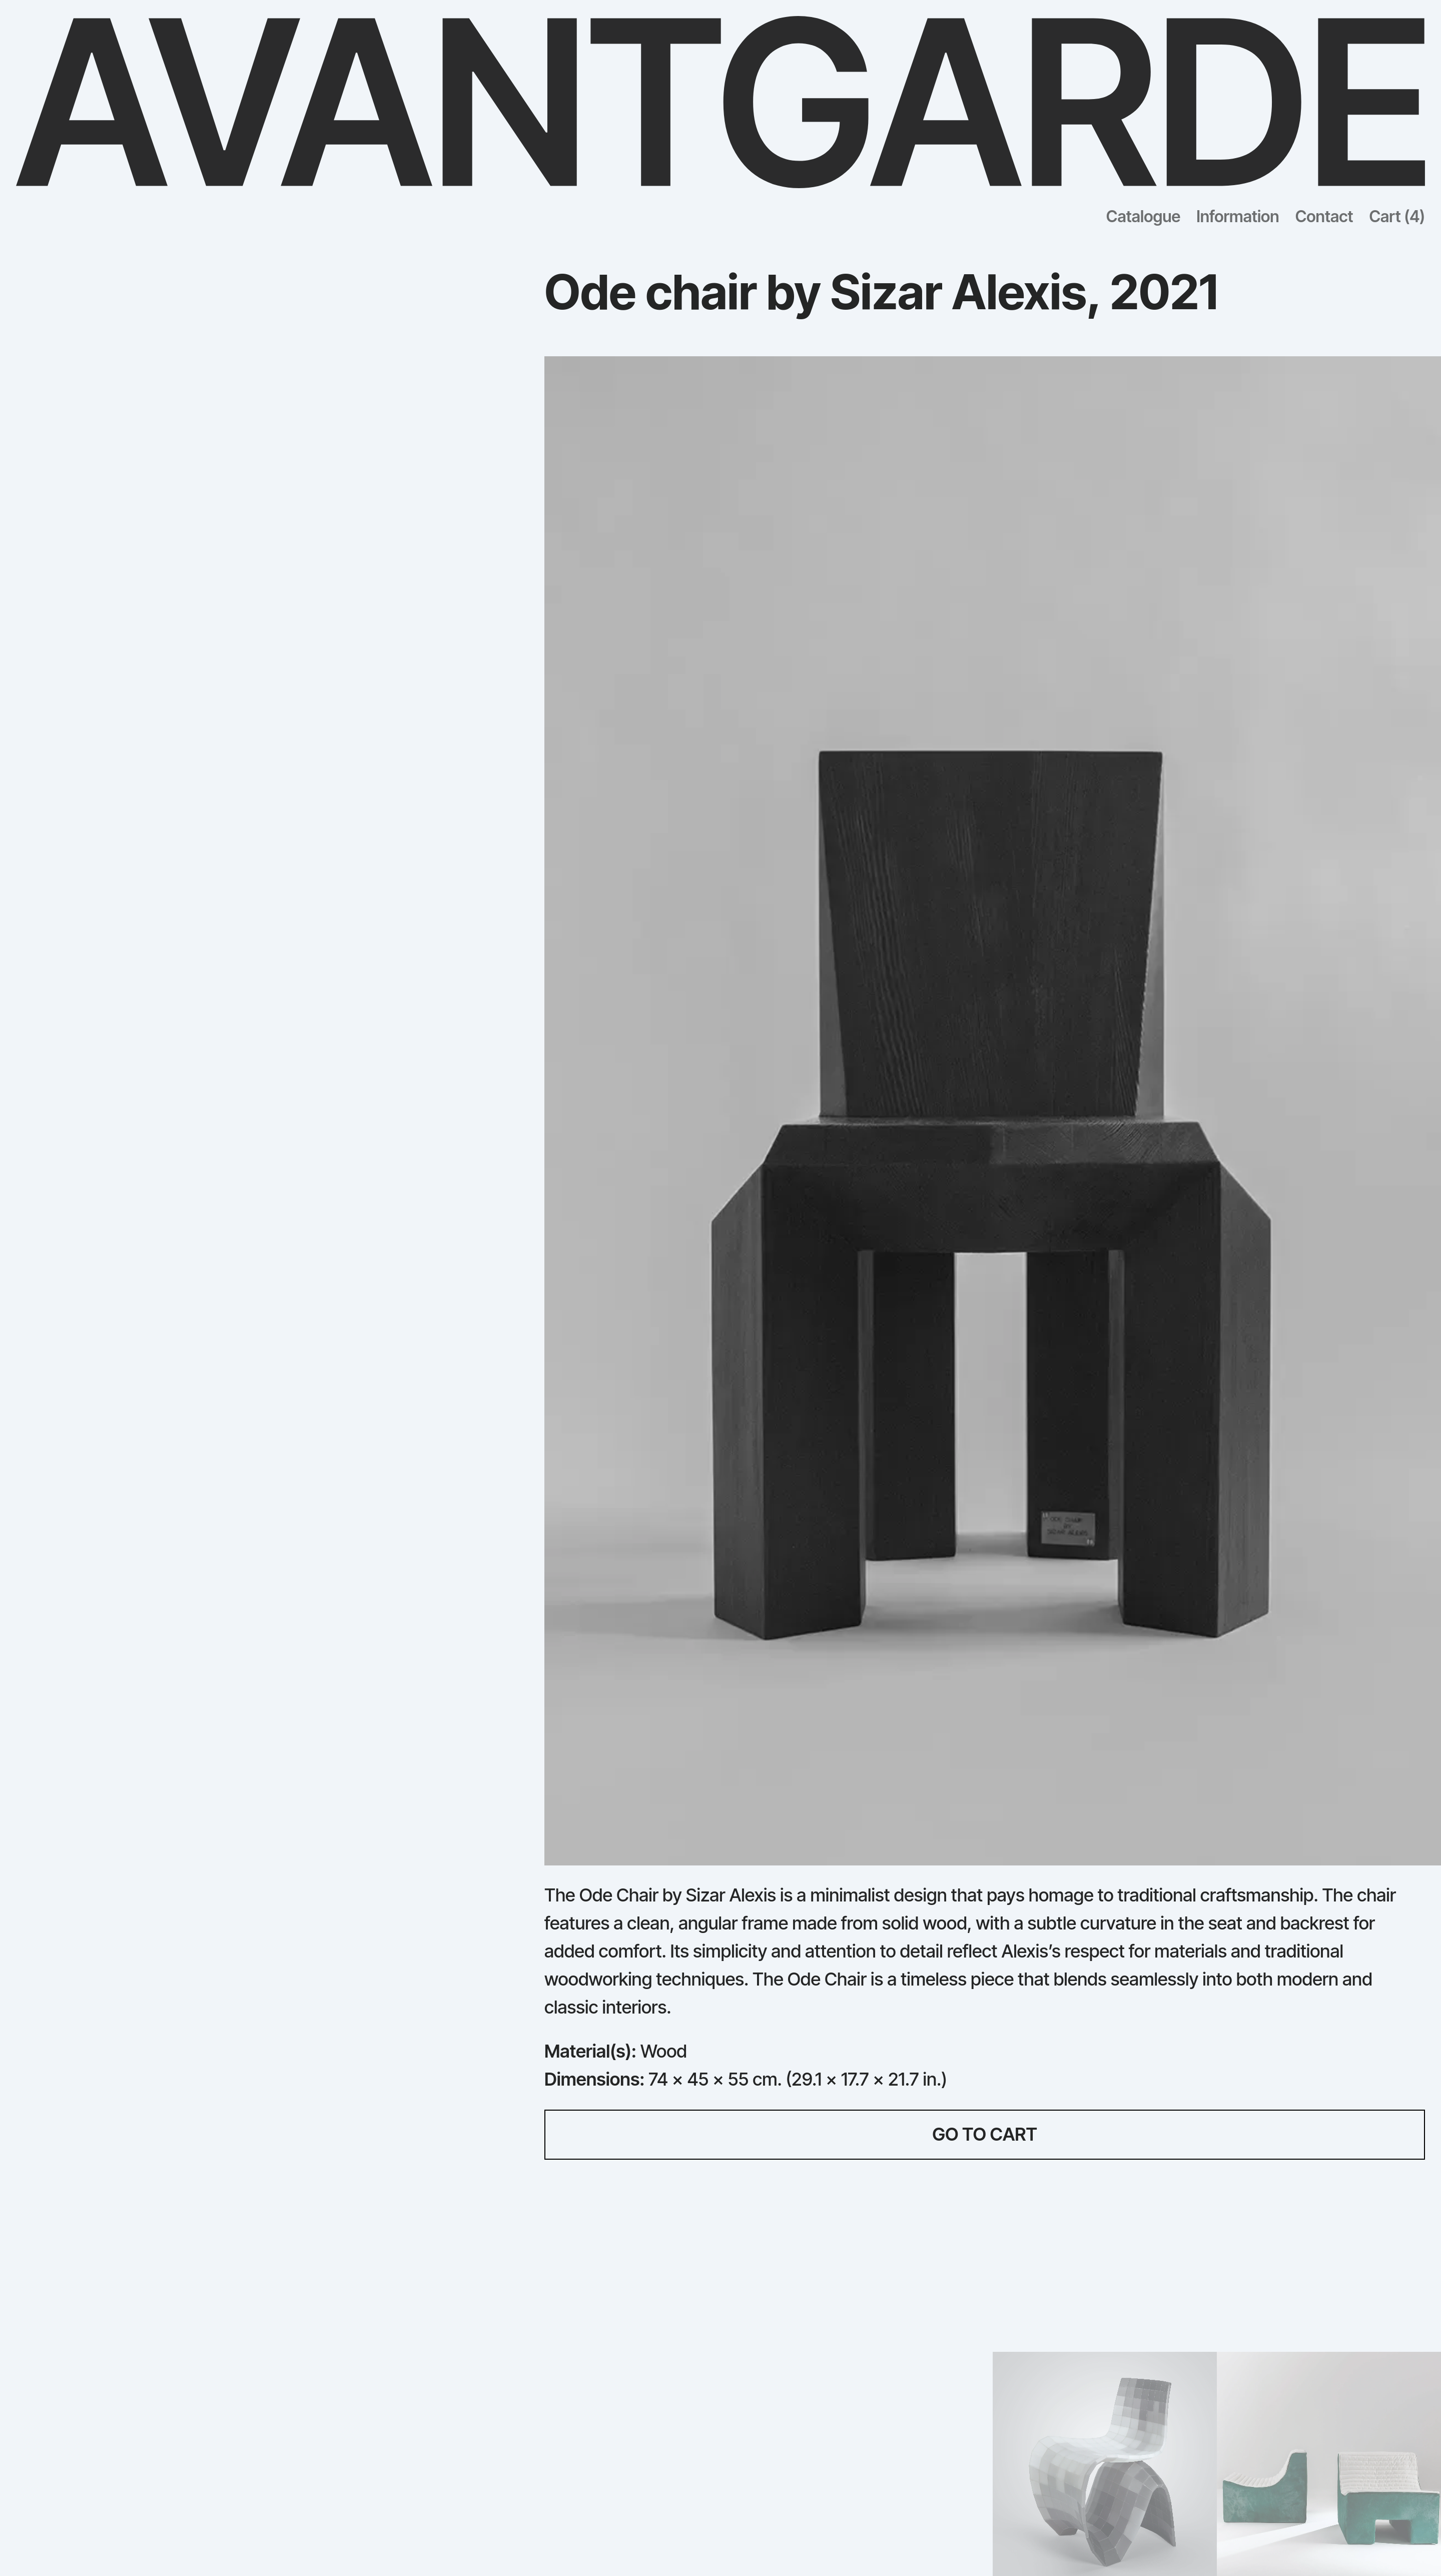 AVANTGARDE
Catalogue Information Contact Cart (4)
Ode chair by Sizar Alexis, 2021
ODE CHAIR
BY
SIZAR ALEXIS
The Ode Chair by Sizar Alexis is a minimalist design that pays homage to traditional craftsmanship. The chair
features a clean, angular frame made from solid wood, with a subtle curvature in the seat and backrest for
added comfort. Its simplicity and attention to detail reflect Alexis’s respect for materials and traditional
woodworking techniques. The Ode Chair is a timeless piece that blends seamlessly into both modern and
classic interiors.
Material(s): Wood
Dimensions: 74 × 45 × 55 cm. (29.1 × 17.7 × 21.7 in.)
GO TO CART